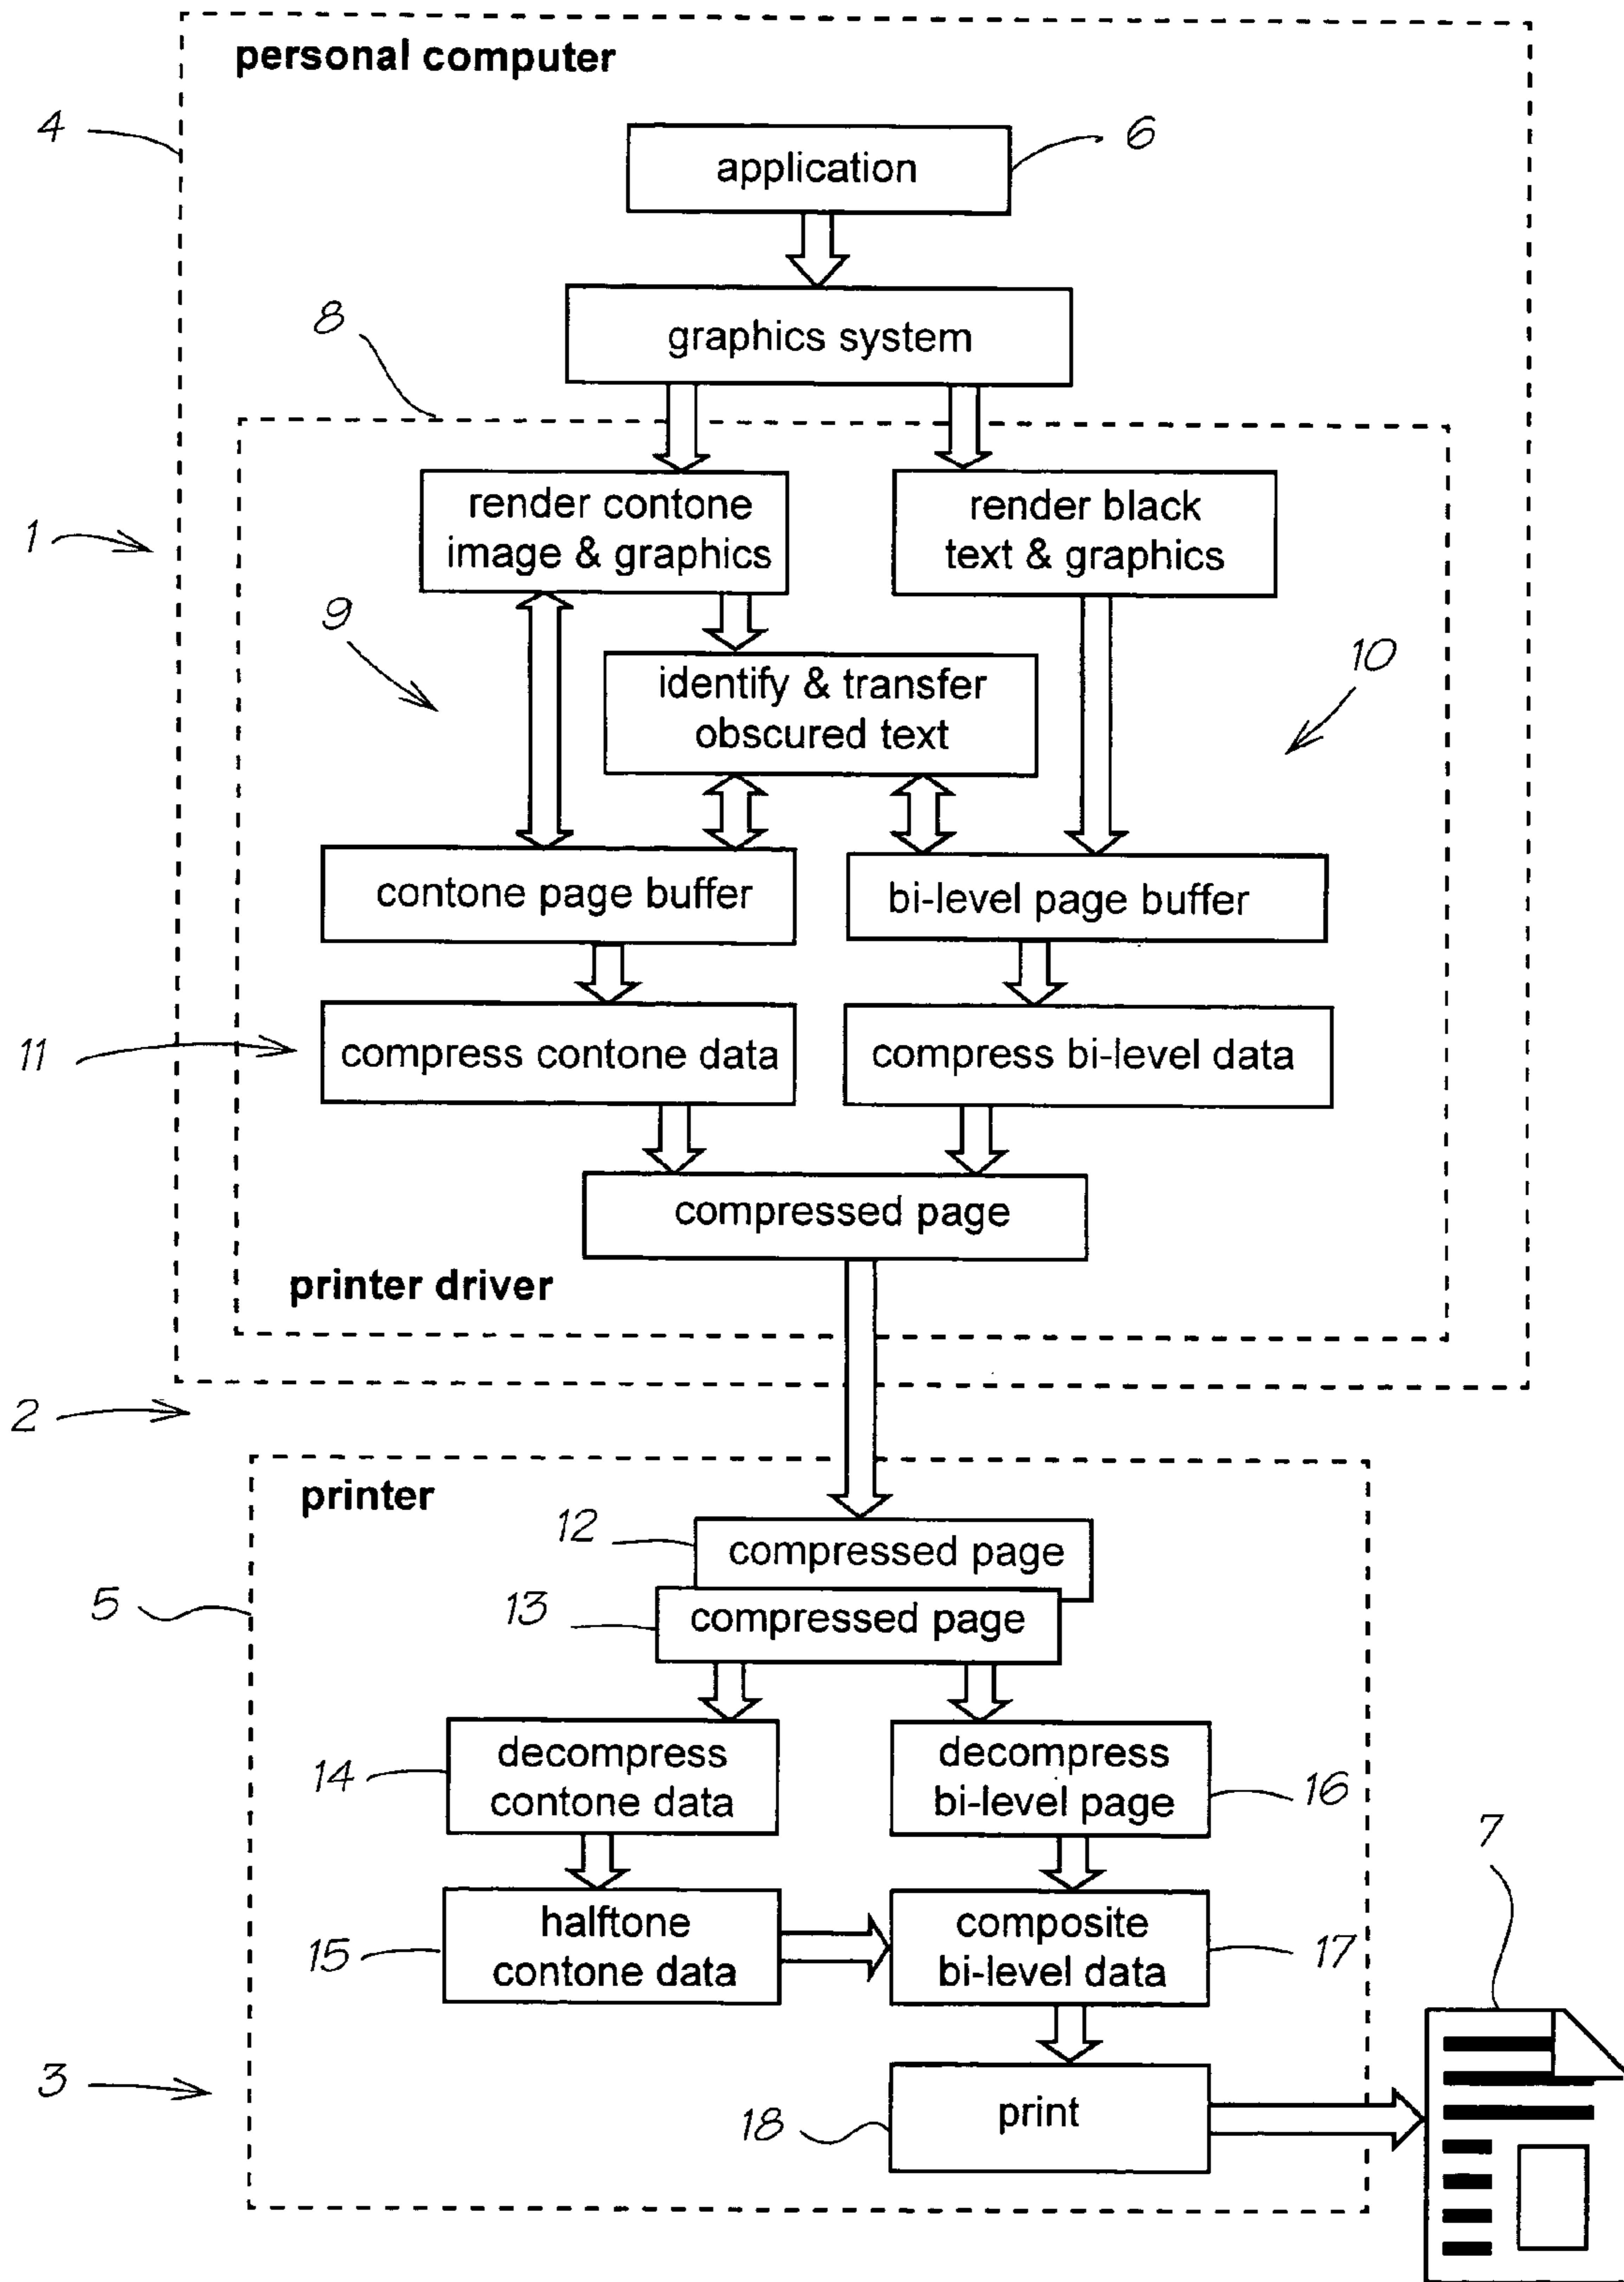 personal computer
4
application
6
graphics system
8
render contone
image & graphics
render black
text & graphics
1
9
identify & transfer
obscured text
10
contone page buffer
bi-level page buffer
11
compress contone data
compress bi-level data
compressed page
printer driver
2
printer
12
compressed page
5
13
compressed page
14
decompress
contone data
decompress
bi-level page
16
7
15
halftone
contone data
composite
bi-level data
17
3
18
print